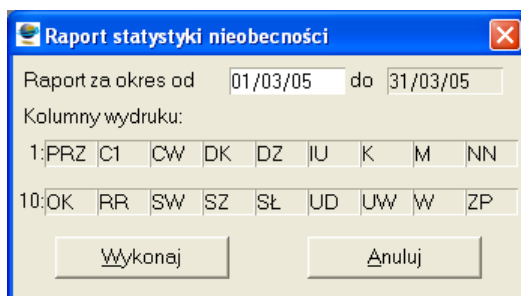 Raport statystyki nieobecności
Raport za okres od 01/03/05 do 31/03/05
Kolumny wydruku:
1: PRZ C1 CW DK DZ IU K M NN
10: OK RR SW SZ SŁ UD UW W ZP
Wykonaj Anuluj